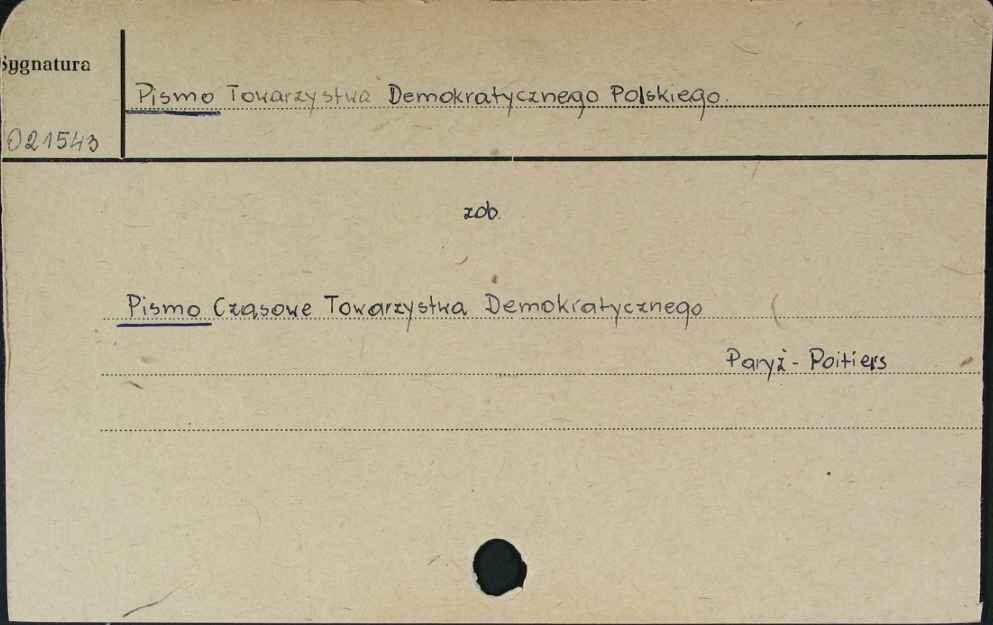 Sygnatura
Pismo Towarzystwa Demokratycznego Polskiego.
021543
zob.
Pismo Czasowe Towarzystwa Demokratycznego
Paryż - Poitiers